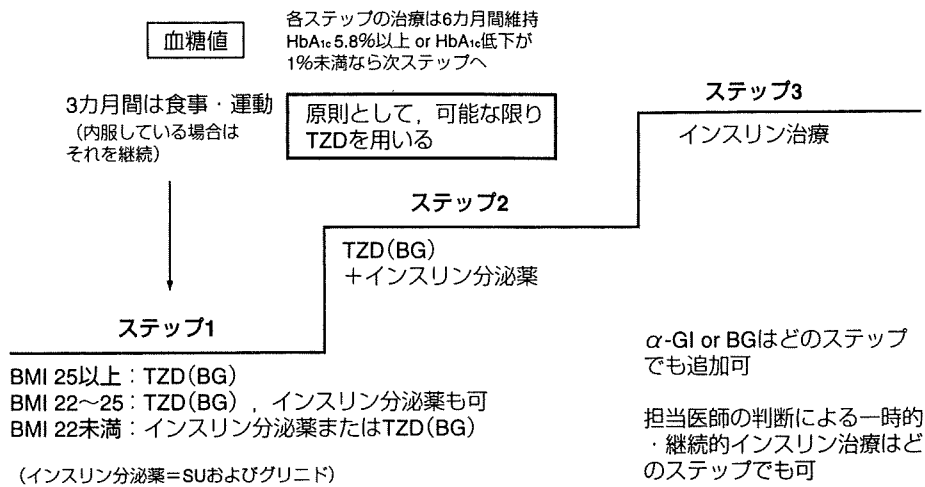 血糖値
各ステップの治療は6カ月間維持
HbA1c 5.8%以上 or HbA1c低下が
1%未満なら次ステップへ
3カ月間は食事・運動
（内服している場合は
それを継続）
原則として，可能な限り
TZDを用いる
ステップ3
インスリン治療
ステップ2
TZD（BG）
＋インスリン分泌薬
ステップ1
BMI 25以上：TZD（BG）
BMI 22〜25：TZD（BG），インスリン分泌薬も可
BMI 22未満：インスリン分泌薬またはTZD（BG）
（インスリン分泌薬＝SUおよびグリニド）
α-GI or BGはどのステップ
でも追加可
担当医師の判断による一時的
・継続的インスリン治療はど
のステップでも可